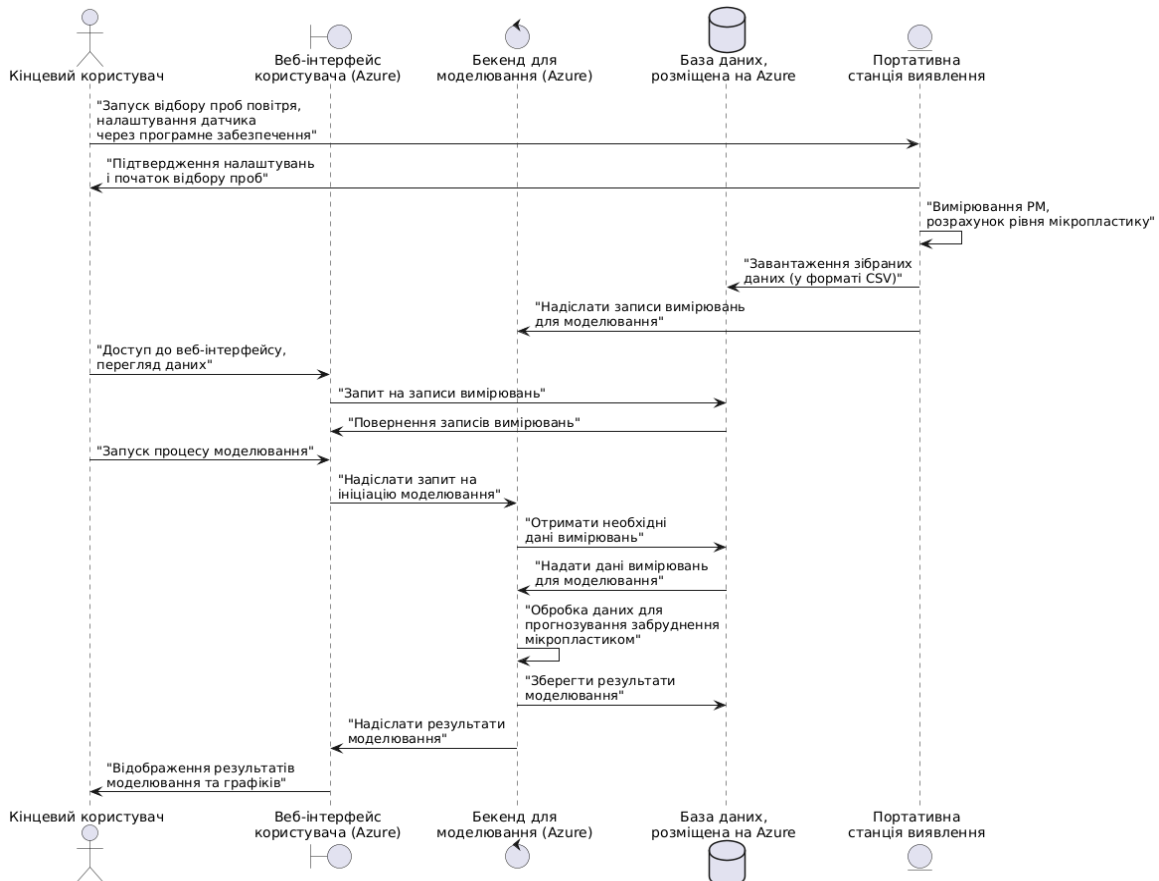 Кінцевий користувач
Веб-інтерфейс
користувача (Azure)
Бекенд для
моделювання (Azure)
База даних,
розміщена на Azure
Портативна
станція виявлення
"Запуск відбору проб повітря,
налаштування датчика
через програмне забезпечення"
"Підтвердження налаштувань
і початок відбору проб"
"Вимірювання PM,
розрахунок рівня мікропластику"
"Завантаження зібраних
даних (у форматі CSV)"
"Надіслати записи вимірювань
для моделювання"
"Доступ до веб-інтерфейсу,
перегляд даних"
"Запит на записи вимірювань"
"Повернення записів вимірювань"
"Запуск процесу моделювання"
"Надіслати запит на
ініціацію моделювання"
"Отримати необхідні
дані вимірювань"
"Надати дані вимірювань
для моделювання"
"Обробка даних для
прогнозування забруднення
мікропластиком"
"Зберегти результати
моделювання"
"Надіслати результати
моделювання"
"Відображення результатів
моделювання та графіків"
Кінцевий користувач
Веб-інтерфейс
користувача (Azure)
Бекенд для
моделювання (Azure)
База даних,
розміщена на Azure
Портативна
станція виявлення